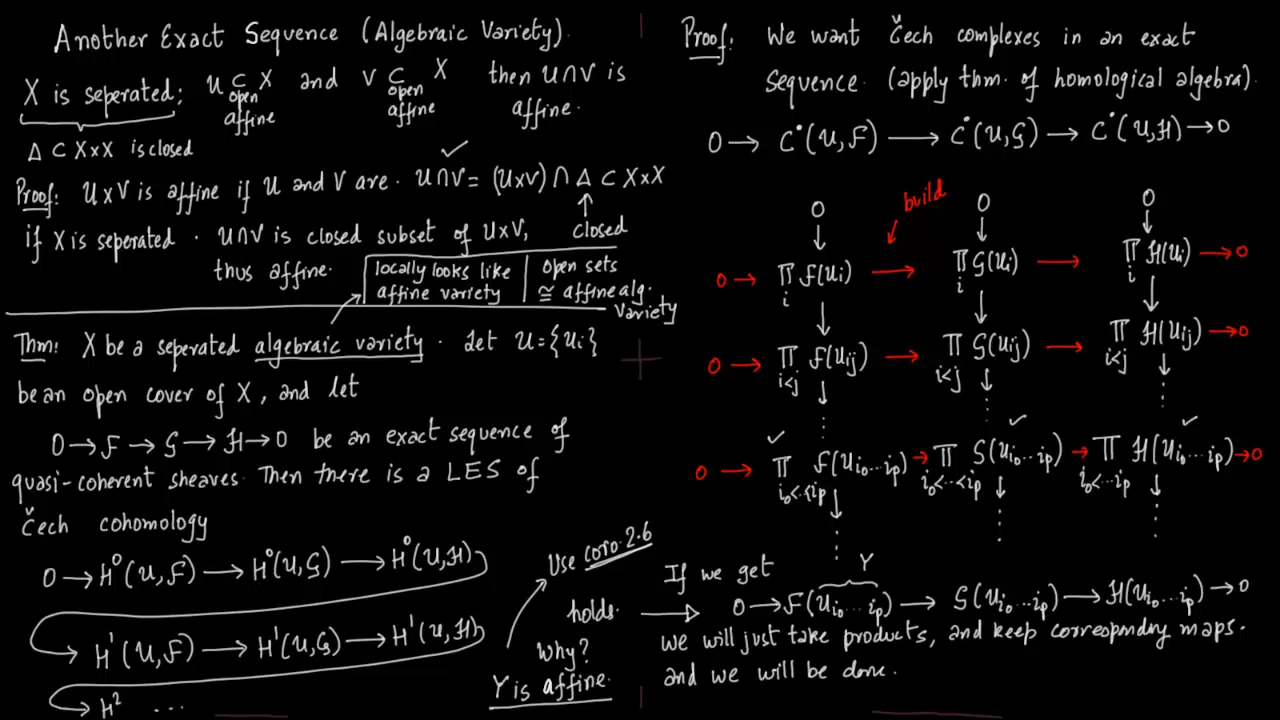 Another Exact Sequence (Algebraic Variety).
X is seperated: U ⊂ X and V ⊂ X then U∩V is
open affine open affine affine.
Δ ⊂ X×X is closed
Proof: U×V is affine if U and V are. U∩V = (U×V) ∩ Δ ⊂ X×X
✓
if X is seperated. U∩V is closed subset of U×V, closed
thus affine.
locally looks like affine variety
open sets ≅ affine alg. variety
Thm: X be a seperated algebraic variety. Let U = {Ui}
be an open cover of X, and let
0 → F → G → H → 0 be an exact sequence of
quasi-coherent sheaves. Then there is a LES of
Čech cohomology
0 → H⁰(U,F) → H⁰(U,G) → H⁰(U,H)
→ H¹(U,F) → H¹(U,G) → H¹(U,H)
→ H² ...
Use coro. 2.6
holds.
Why?
Y is affine.
Proof: We want Čech complexes in an exact
sequence. (apply thm. of homological algebra).
0 → C˙(U,F) → C˙(U,G) → C˙(U,H) → 0
build
0 0 0
↓ ↓ ↓
0 → ∏ F(Ui) → ∏ G(Ui) → ∏ H(Ui) → 0
i i i
↓ ↓ ↓
0 → ∏ F(Uij) → ∏ G(Uij) → ∏ H(Uij) → 0
i<j i<j i<j
↓ ↓ ↓
⋮ ⋮ ⋮
✓ ✓ ✓
0 → ∏ F(Ui₀...ip) → ∏ G(Ui₀...ip) → ∏ H(Ui₀...ip) → 0
i₀<..<ip i₀<...<ip i₀<...ip
↓ ↓ ↓
⋮ ⋮ ⋮
If we get Y
0 → F(Ui₀...ip) → G(Ui₀...ip) → H(Ui₀...ip) → 0
we will just take products, and keep corresponding maps.
and we will be done.